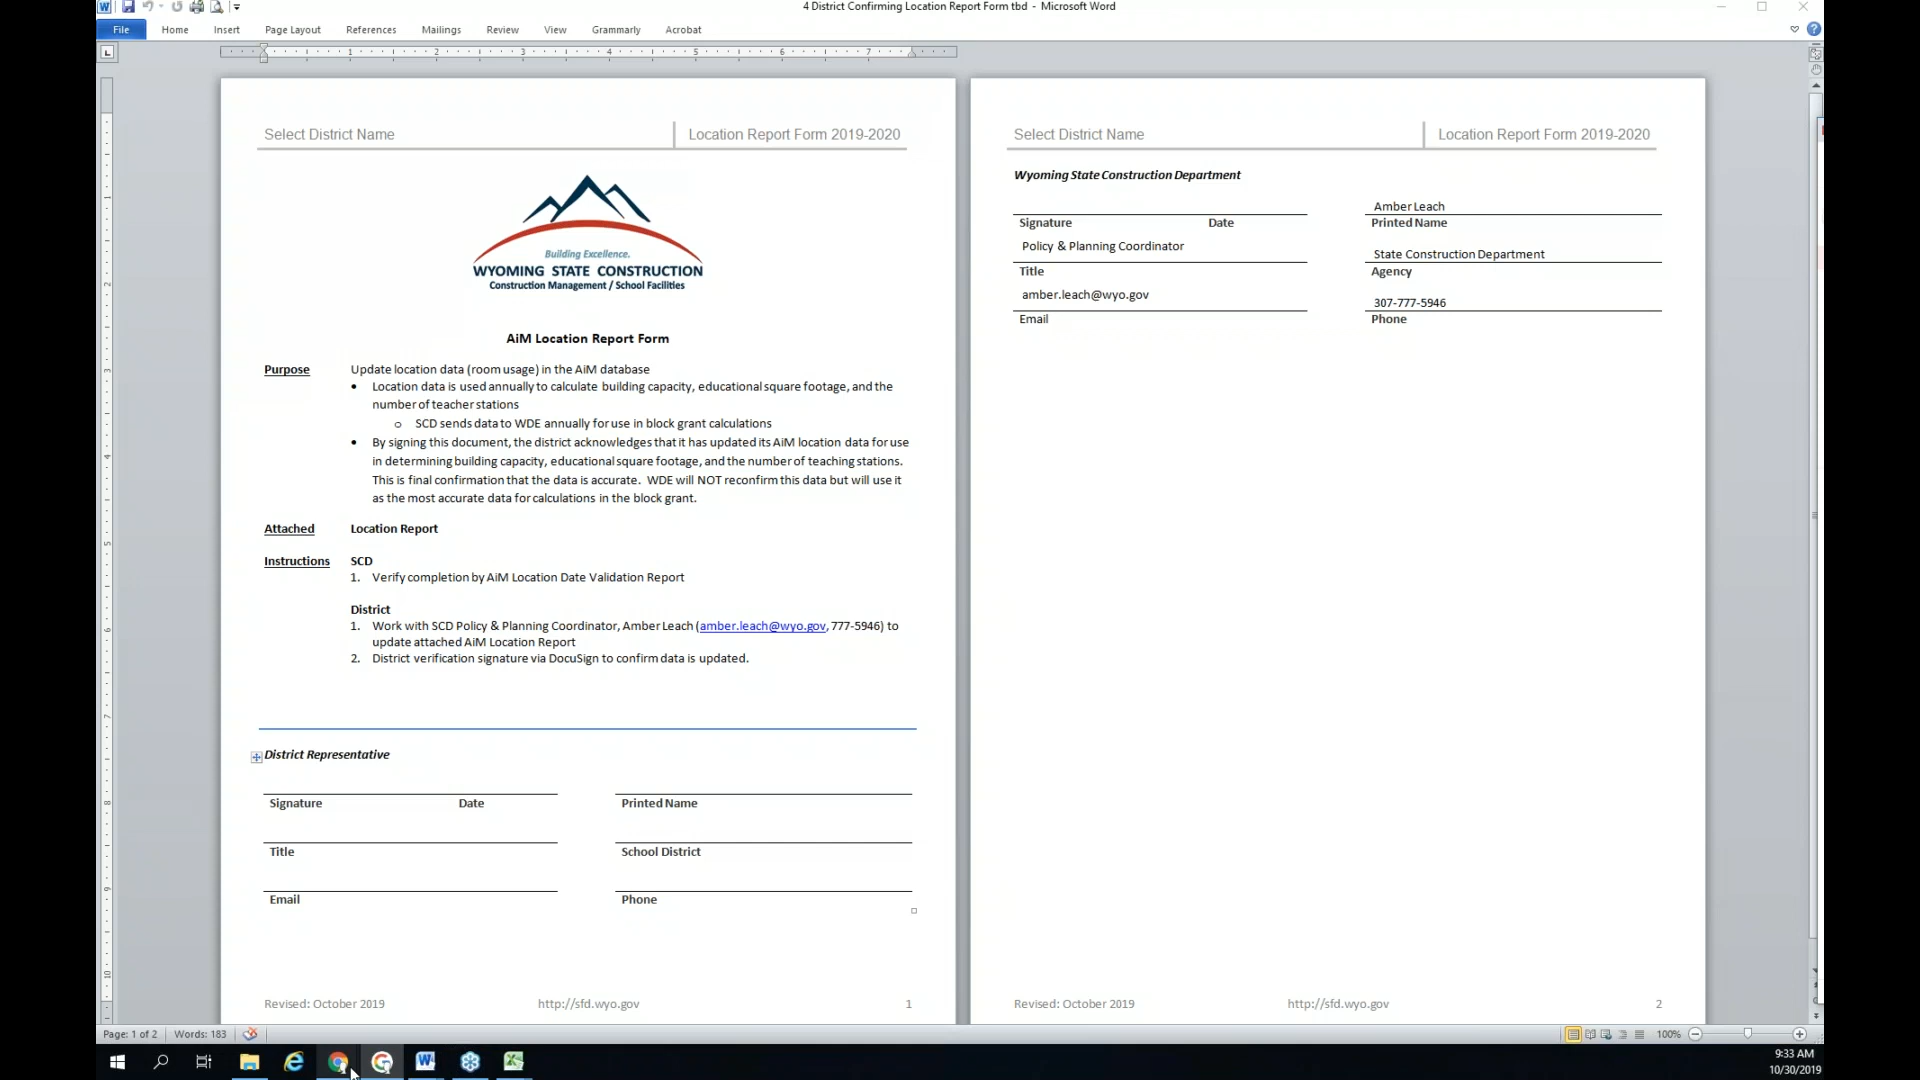 4 District Confirming Location Report Form tbd - Microsoft Word
File Home Insert Page Layout References Mailings Review View Grammarly Acrobat
Select District Name Location Report Form 2019-2020
Building Excellence.
WYOMING STATE CONSTRUCTION
Construction Management / School Facilities
AiM Location Report Form
Purpose Update location data (room usage) in the AiM database
• Location data is used annually to calculate building capacity, educational square footage, and the
number of teacher stations
o SCD sends data to WDE annually for use in block grant calculations
• By signing this document, the district acknowledges that it has updated its AiM location data for use
in determining building capacity, educational square footage, and the number of teaching stations.
This is final confirmation that the data is accurate. WDE will NOT reconfirm this data but will use it
as the most accurate data for calculations in the block grant.
Attached Location Report
Instructions SCD
1. Verify completion by AiM Location Date Validation Report
District
1. Work with SCD Policy & Planning Coordinator, Amber Leach (amber.leach@wyo.gov, 777-5946) to
update attached AiM Location Report
2. District verification signature via DocuSign to confirm data is updated.
District Representative
Signature Date Printed Name
Title School District
Email Phone
Revised: October 2019 http://sfd.wyo.gov 1
Select District Name Location Report Form 2019-2020
Wyoming State Construction Department
Amber Leach
Signature Date Printed Name
Policy & Planning Coordinator State Construction Department
Title Agency
amber.leach@wyo.gov 307-777-5946
Email Phone
Revised: October 2019 http://sfd.wyo.gov 2
Page: 1 of 2 Words: 183 100%
9:33 AM
10/30/2019